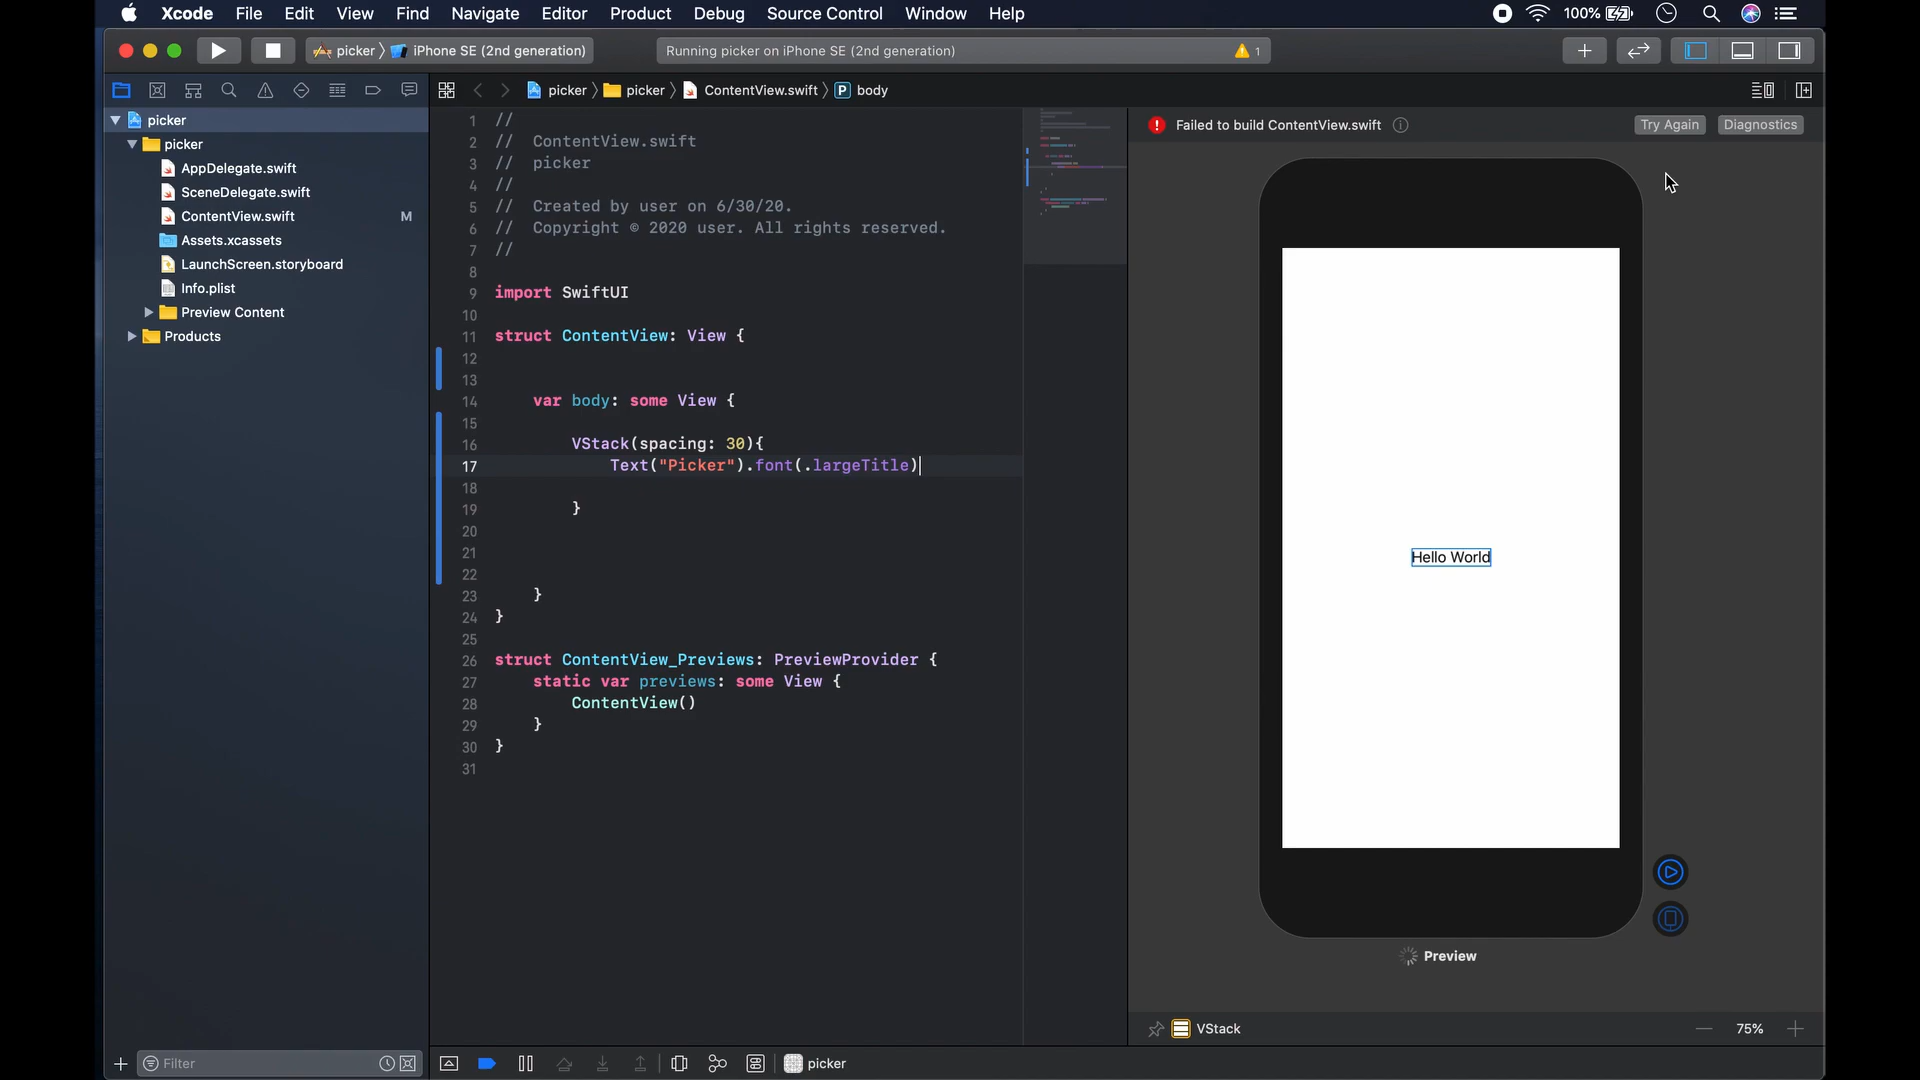 Xcode File Edit View Find Navigate Editor Product Debug Source Control Window Help 100%
picker iPhone SE (2nd generation) Running picker on iPhone SE (2nd generation) 1
picker picker ContentView.swift P body
picker
picker
AppDelegate.swift
SceneDelegate.swift
ContentView.swift M
Assets.xcassets
LaunchScreen.storyboard
Info.plist
Preview Content
Products
Filter
1 //
2 // ContentView.swift
3 // picker
4 //
5 // Created by user on 6/30/20.
6 // Copyright © 2020 user. All rights reserved.
7 //
8
9 import SwiftUI
10
11 struct ContentView: View {
12
13
14 var body: some View {
15
16 VStack(spacing: 30){
17 Text("Picker").font(.largeTitle)
18
19 }
20
21
22
23 }
24 }
25
26 struct ContentView_Previews: PreviewProvider {
27 static var previews: some View {
28 ContentView()
29 }
30 }
31
Failed to build ContentView.swift Try Again Diagnostics
Hello World
Preview
VStack 75%
picker